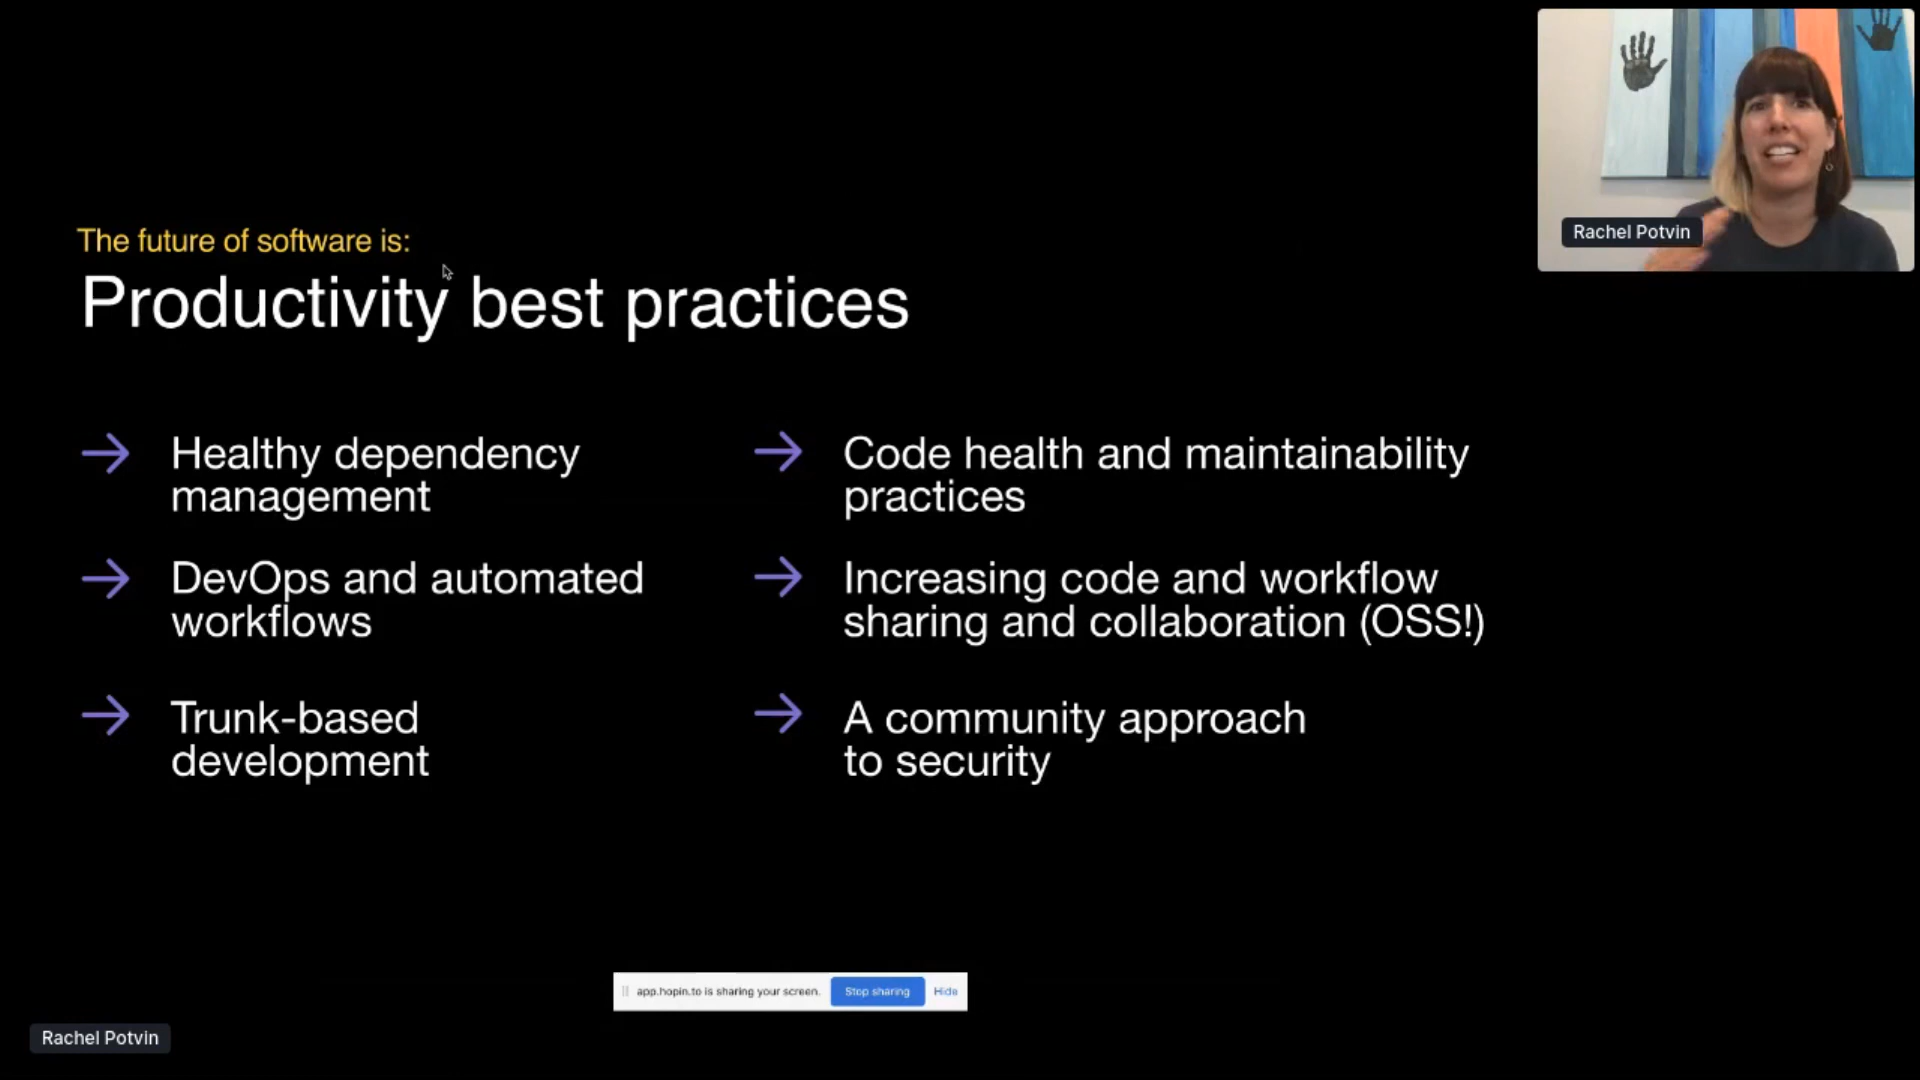 Rachel Potvin
The future of software is:
Productivity best practices
Healthy dependency
management
DevOps and automated
workflows
Trunk-based
development
Code health and maintainability
practices
Increasing code and workflow
sharing and collaboration (OSS!)
A community approach
to security
app.hopin.to is sharing your screen. Stop sharing Hide
Rachel Potvin